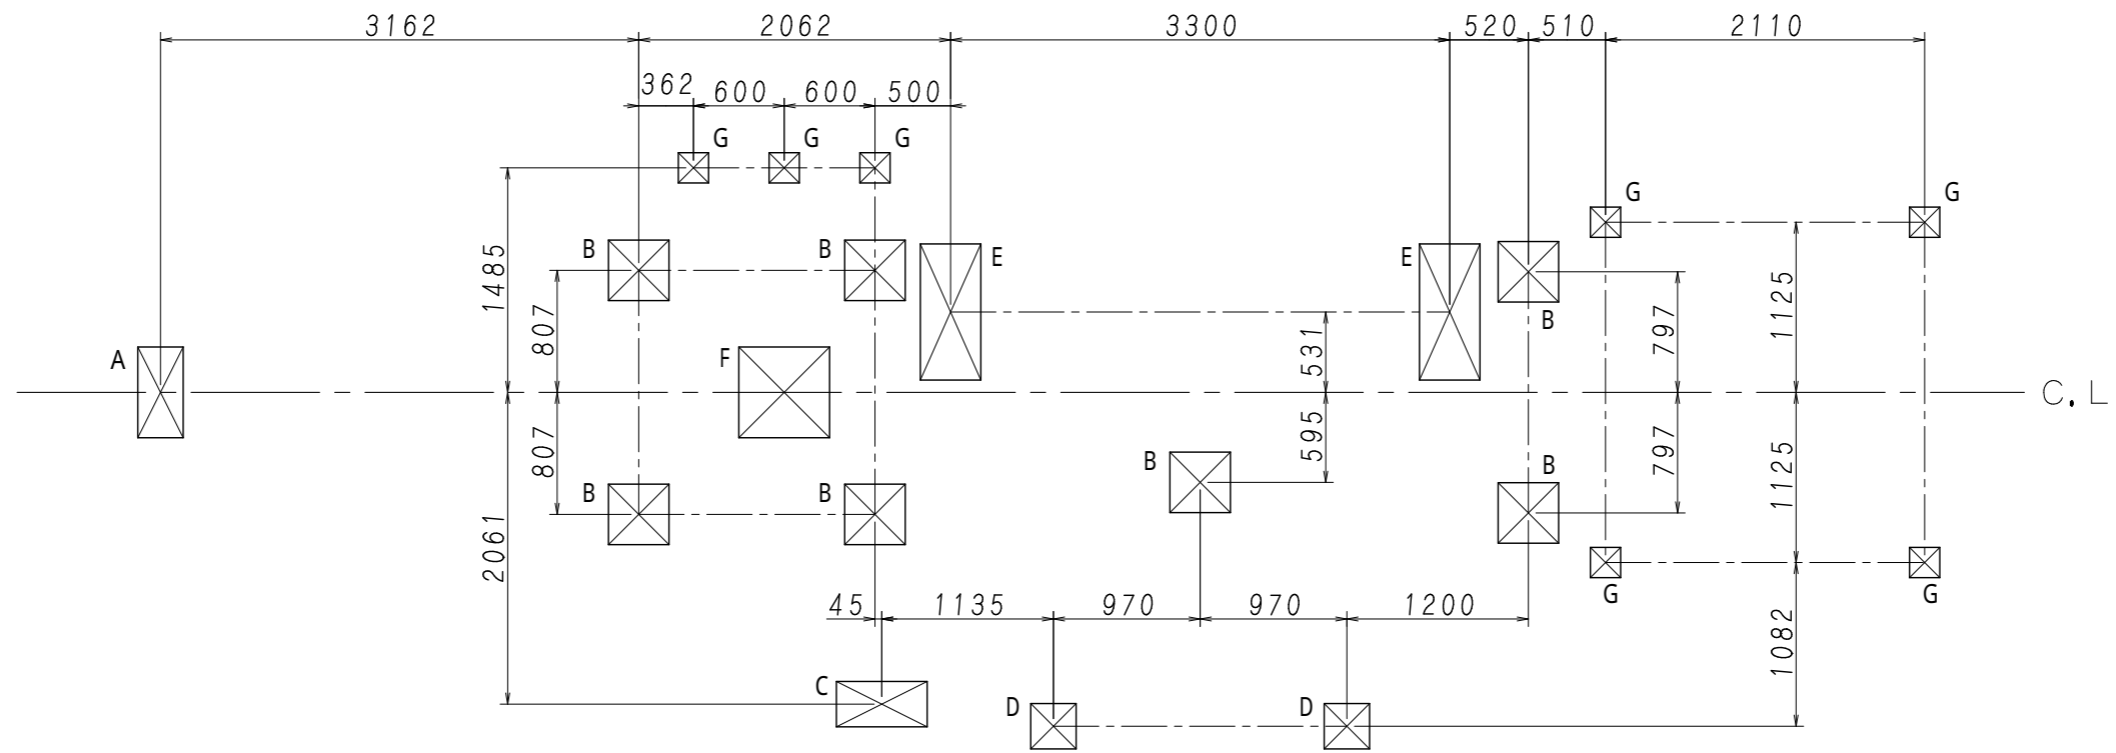 3162 2062 3300 520 510 2110
362 600 600 500
G G G
G G
1485
B B E E B
807 531 797 1125
A F
C.L
807 595 797 1125
B B B B
2061
G G
45 1135 970 970 1200
1082
C D D